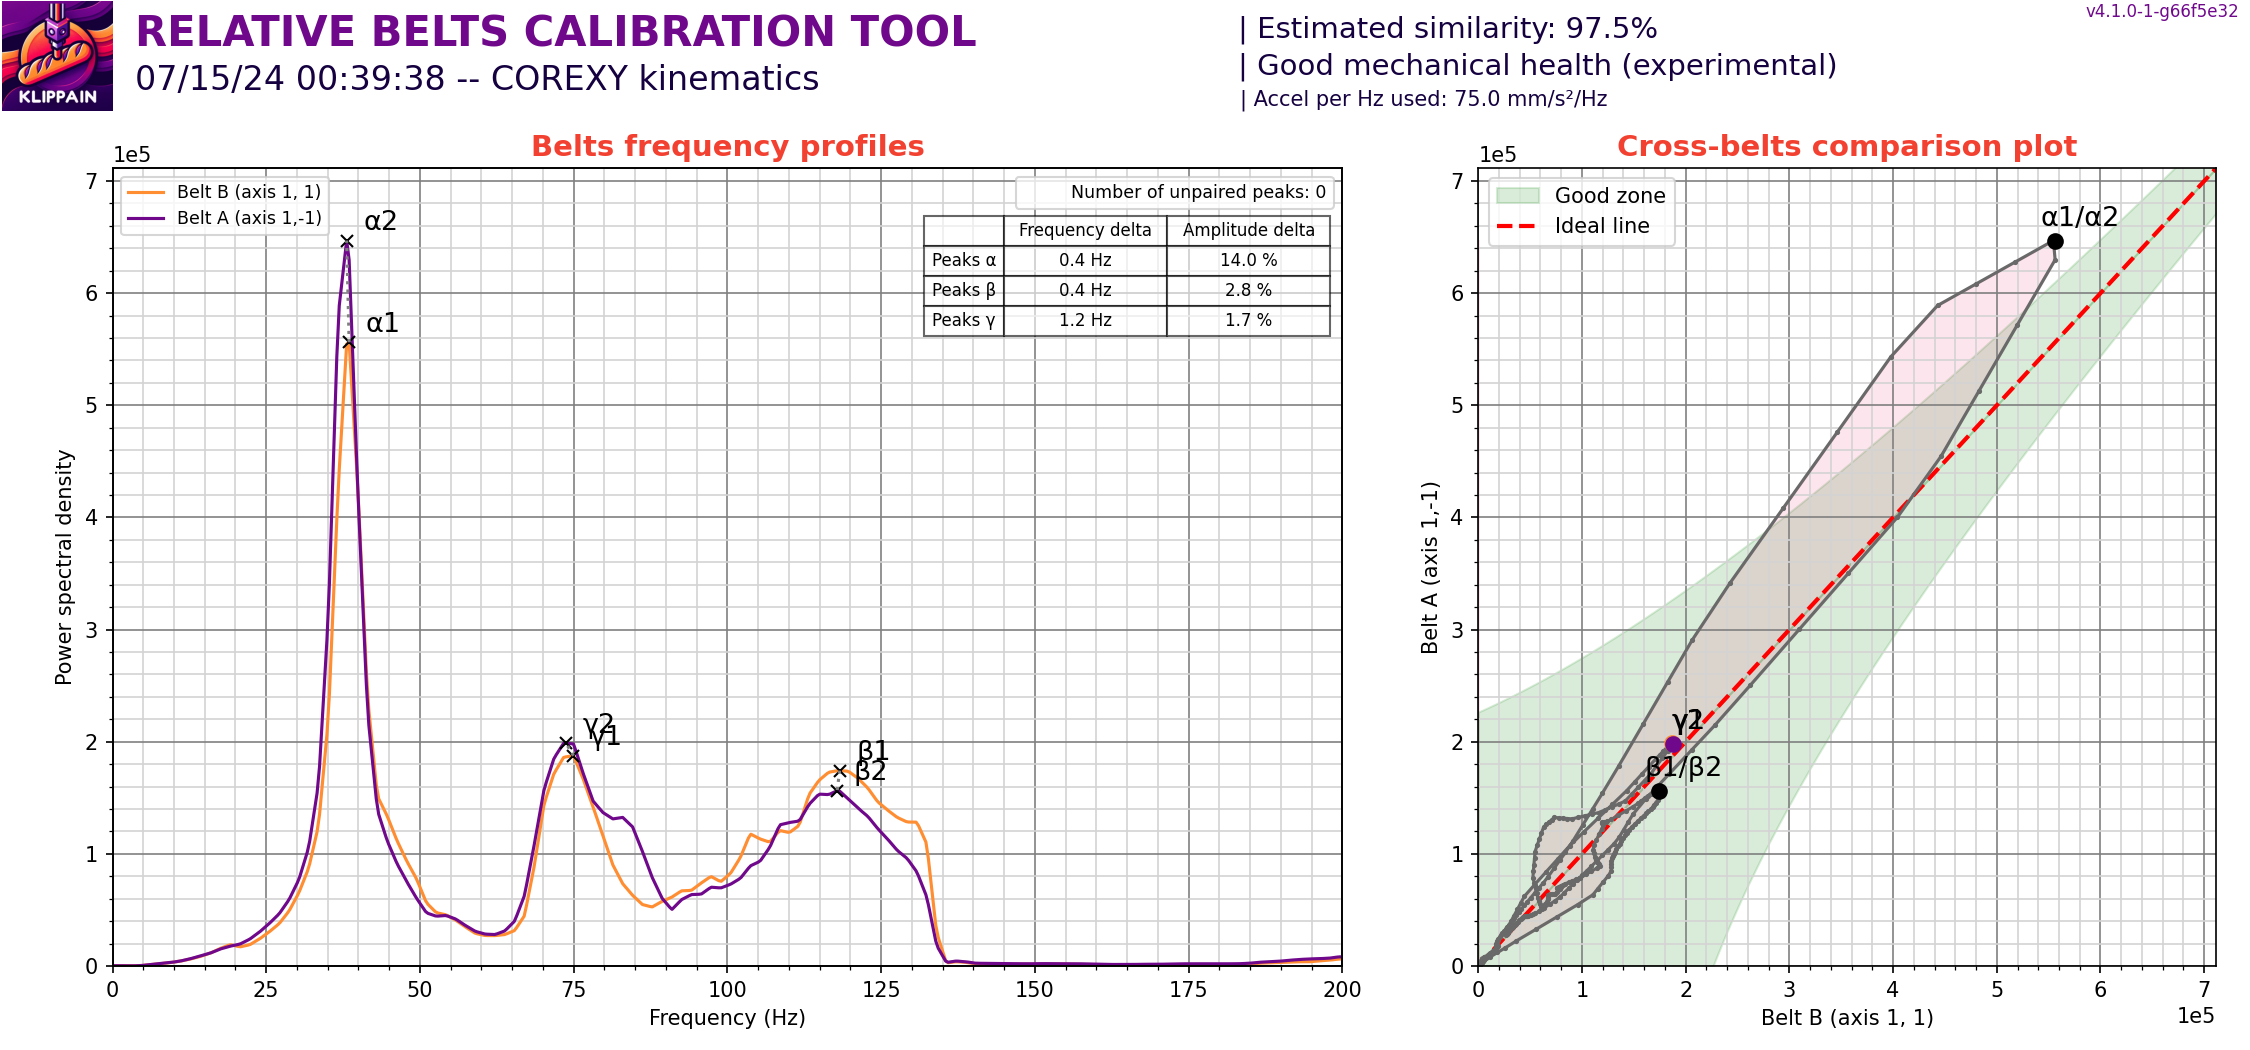 KLIPPAIN
RELATIVE BELTS CALIBRATION TOOL
07/15/24 00:39:38 -- COREXY kinematics
| Estimated similarity: 97.5%
| Good mechanical health (experimental)
| Accel per Hz used: 75.0 mm/s²/Hz
v4.1.0-1-g66f5e32
Belts frequency profiles
1e5
Belt B (axis 1, 1)
Belt A (axis 1,-1)
Number of unpaired peaks: 0
Frequency delta Amplitude delta
Peaks α 0.4 Hz 14.0 %
Peaks β 0.4 Hz 2.8 %
Peaks γ 1.2 Hz 1.7 %
α2
α1
γ2
γ1
β1
β2
7
6
5
4
3
2
1
0
Power spectral density
0 25 50 75 100 125 150 175 200
Frequency (Hz)
Cross-belts comparison plot
1e5
Good zone
Ideal line
α1/α2
γ2
β1/β2
7
6
5
4
3
2
1
0
Belt A (axis 1,-1)
0 1 2 3 4 5 6 7
Belt B (axis 1, 1)
1e5